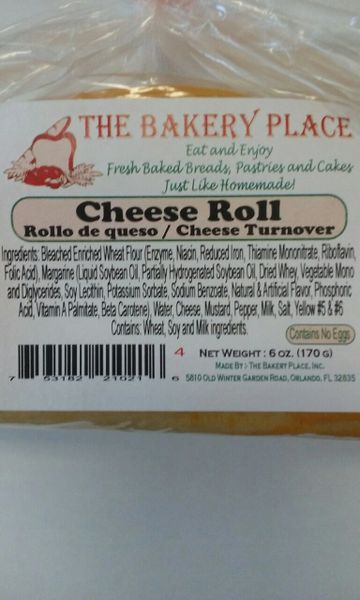 THE BAKERY PLACE
Eat and Enjoy
Fresh Baked Breads, Pastries and Cakes
Just Like Homemade!
Cheese Roll
Rollo de queso / Cheese Turnover
Ingredients: Bleached Enriched Wheat Flour (Enzyme, Niacin, Reduced Iron, Thiamine Mononitrate, Riboflavin,
Folic Acid), Margarine (Liquid Soybean Oil, Partially Hydrogenated Soybean Oil, Dried Whey, Vegetable Mono
and Diglycerides, Soy Lecithin, Potassium Sorbate, Sodium Benzoate, Natural & Artificial Flavor, Phosphoric
Acid, Vitamin A Palmitate, Beta Carotene), Water, Cheese, Mustard, Pepper, Milk, Salt, Yellow #5 & #6
Contains: Wheat, Soy and Milk ingredients.
Contains No Eggs
4 NET WEIGHT : 6 OZ. (170 G)
MADE BY :- THE BAKERY PLACE, INC.
7 53182 21021 6 5810 OLD WINTER GARDEN ROAD, ORLANDO, FL 32835